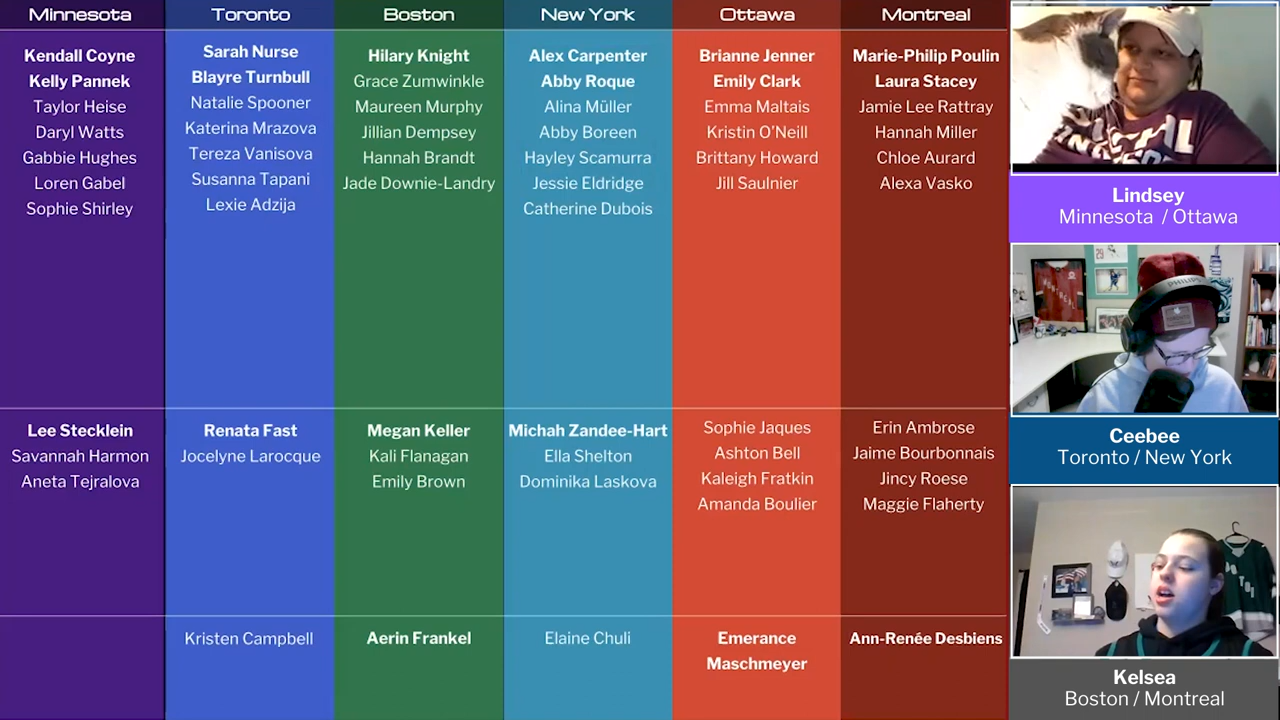 Minnesota
Kendall Coyne
Kelly Pannek
Taylor Heise
Daryl Watts
Gabbie Hughes
Loren Gabel
Sophie Shirley
Lee Stecklein
Savannah Harmon
Aneta Tejralova
Toronto
Sarah Nurse
Blayre Turnbull
Natalie Spooner
Katerina Mrazova
Tereza Vanisova
Susanna Tapani
Lexie Adzija
Renata Fast
Jocelyne Larocque
Kristen Campbell
Boston
Hilary Knight
Grace Zumwinkle
Maureen Murphy
Jillian Dempsey
Hannah Brandt
Jade Downie-Landry
Megan Keller
Kali Flanagan
Emily Brown
Aerin Frankel
New York
Alex Carpenter
Abby Roque
Alina Müller
Abby Boreen
Hayley Scamurra
Jessie Eldridge
Catherine Dubois
Michah Zandee-Hart
Ella Shelton
Dominika Laskova
Elaine Chuli
Ottawa
Brianne Jenner
Emily Clark
Emma Maltais
Kristin O'Neill
Brittany Howard
Jill Saulnier
Sophie Jaques
Ashton Bell
Kaleigh Fratkin
Amanda Boulier
Emerance
Maschmeyer
Montreal
Marie-Philip Poulin
Laura Stacey
Jamie Lee Rattray
Hannah Miller
Chloe Aurard
Alexa Vasko
Erin Ambrose
Jaime Bourbonnais
Jincy Roese
Maggie Flaherty
Ann-Renée Desbiens
Lindsey
Minnesota / Ottawa
29
MONTREAL
PHILIPS
Ceebee
Toronto / New York
Kelsea
Boston / Montreal